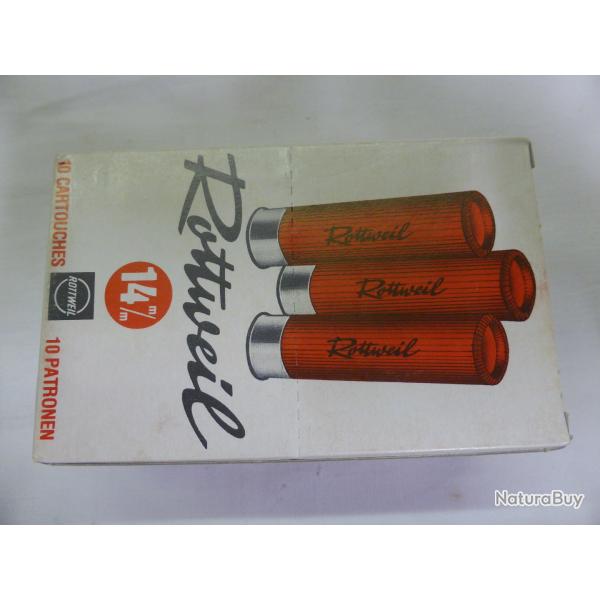 10 CARTOUCHES
ROTTWEIL
10 PATRONEN
14 m/m
Rottweil
Rottweil
Rottweil
Rottweil
NaturaBuy